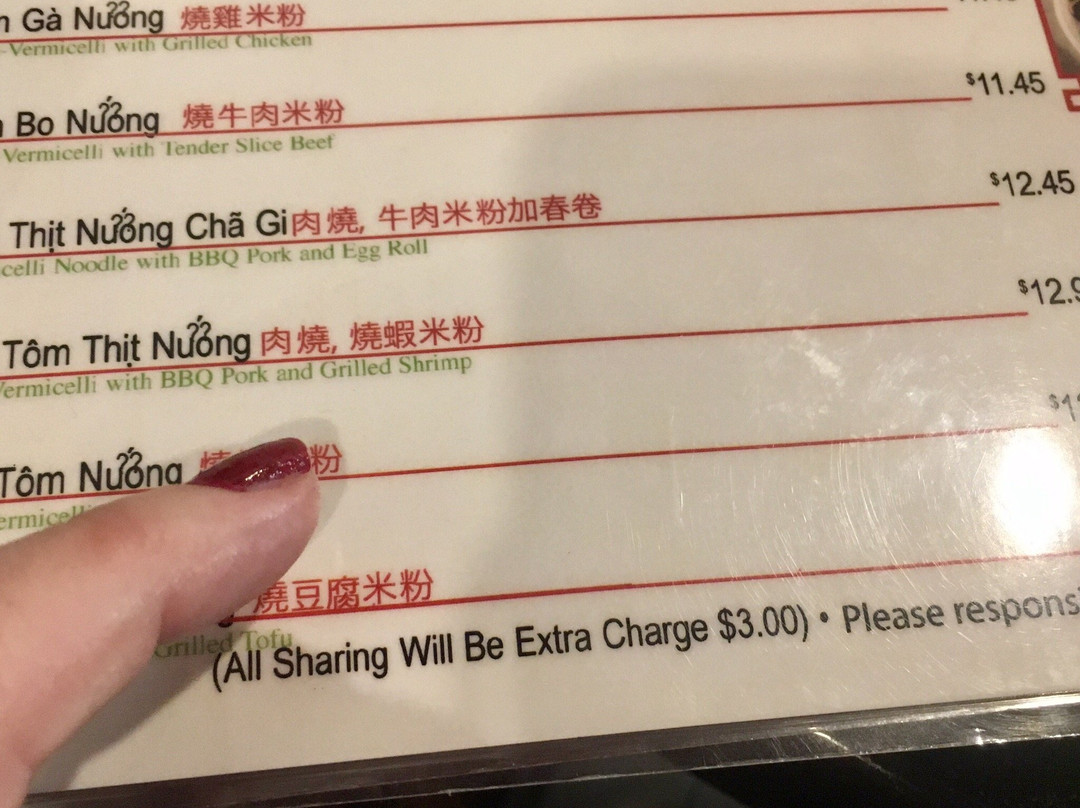 Gà Nướng 燒雞米粉
Vermicelli with Grilled Chicken
Bo Nướng 燒牛肉米粉 $11.45
Vermicelli with Tender Slice Beef
Thịt Nướng Chã Gi 肉燒, 牛肉米粉加春卷 $12.45
Noodle with BBQ Pork and Egg Roll
Tôm Thịt Nướng 肉燒, 燒蝦米粉
Vermicelli with BBQ Pork and Grilled Shrimp
Tôm Nướng 粉
燒豆腐米粉
Grilled Tofu
(All Sharing Will Be Extra Charge $3.00) • Please